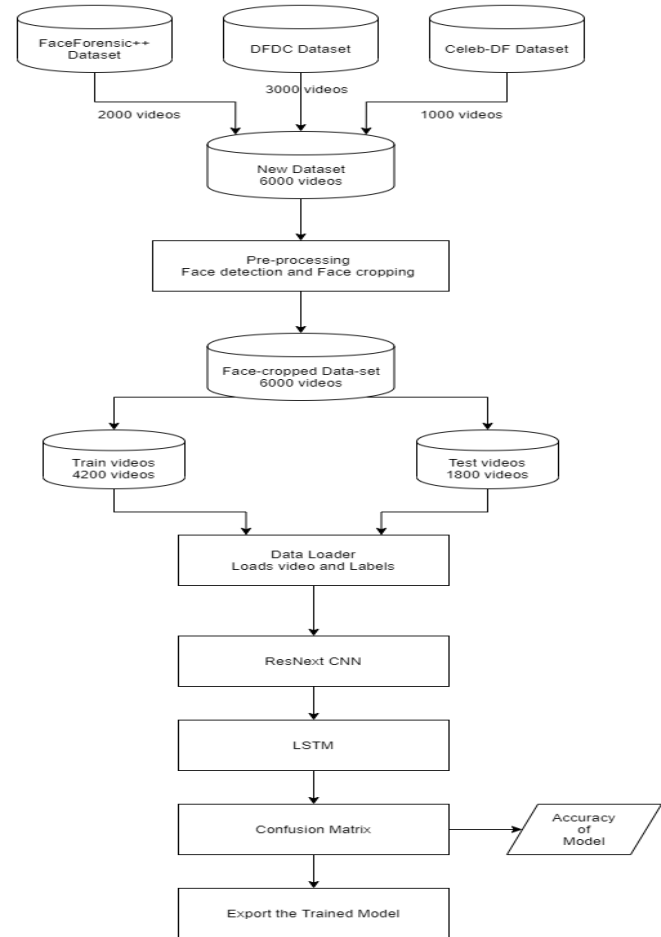 FaceForensic++
Dataset
DFDC Dataset
Celeb-DF Dataset
2000 videos
3000 videos
1000 videos
New Dataset
6000 videos
Pre-processing
Face detection and Face cropping
Face-cropped Data-set
6000 videos
Train videos
4200 videos
Test videos
1800 videos
Data Loader
Loads video and Labels
ResNext CNN
LSTM
Confusion Matrix
Accuracy
of
Model
Export the Trained Model